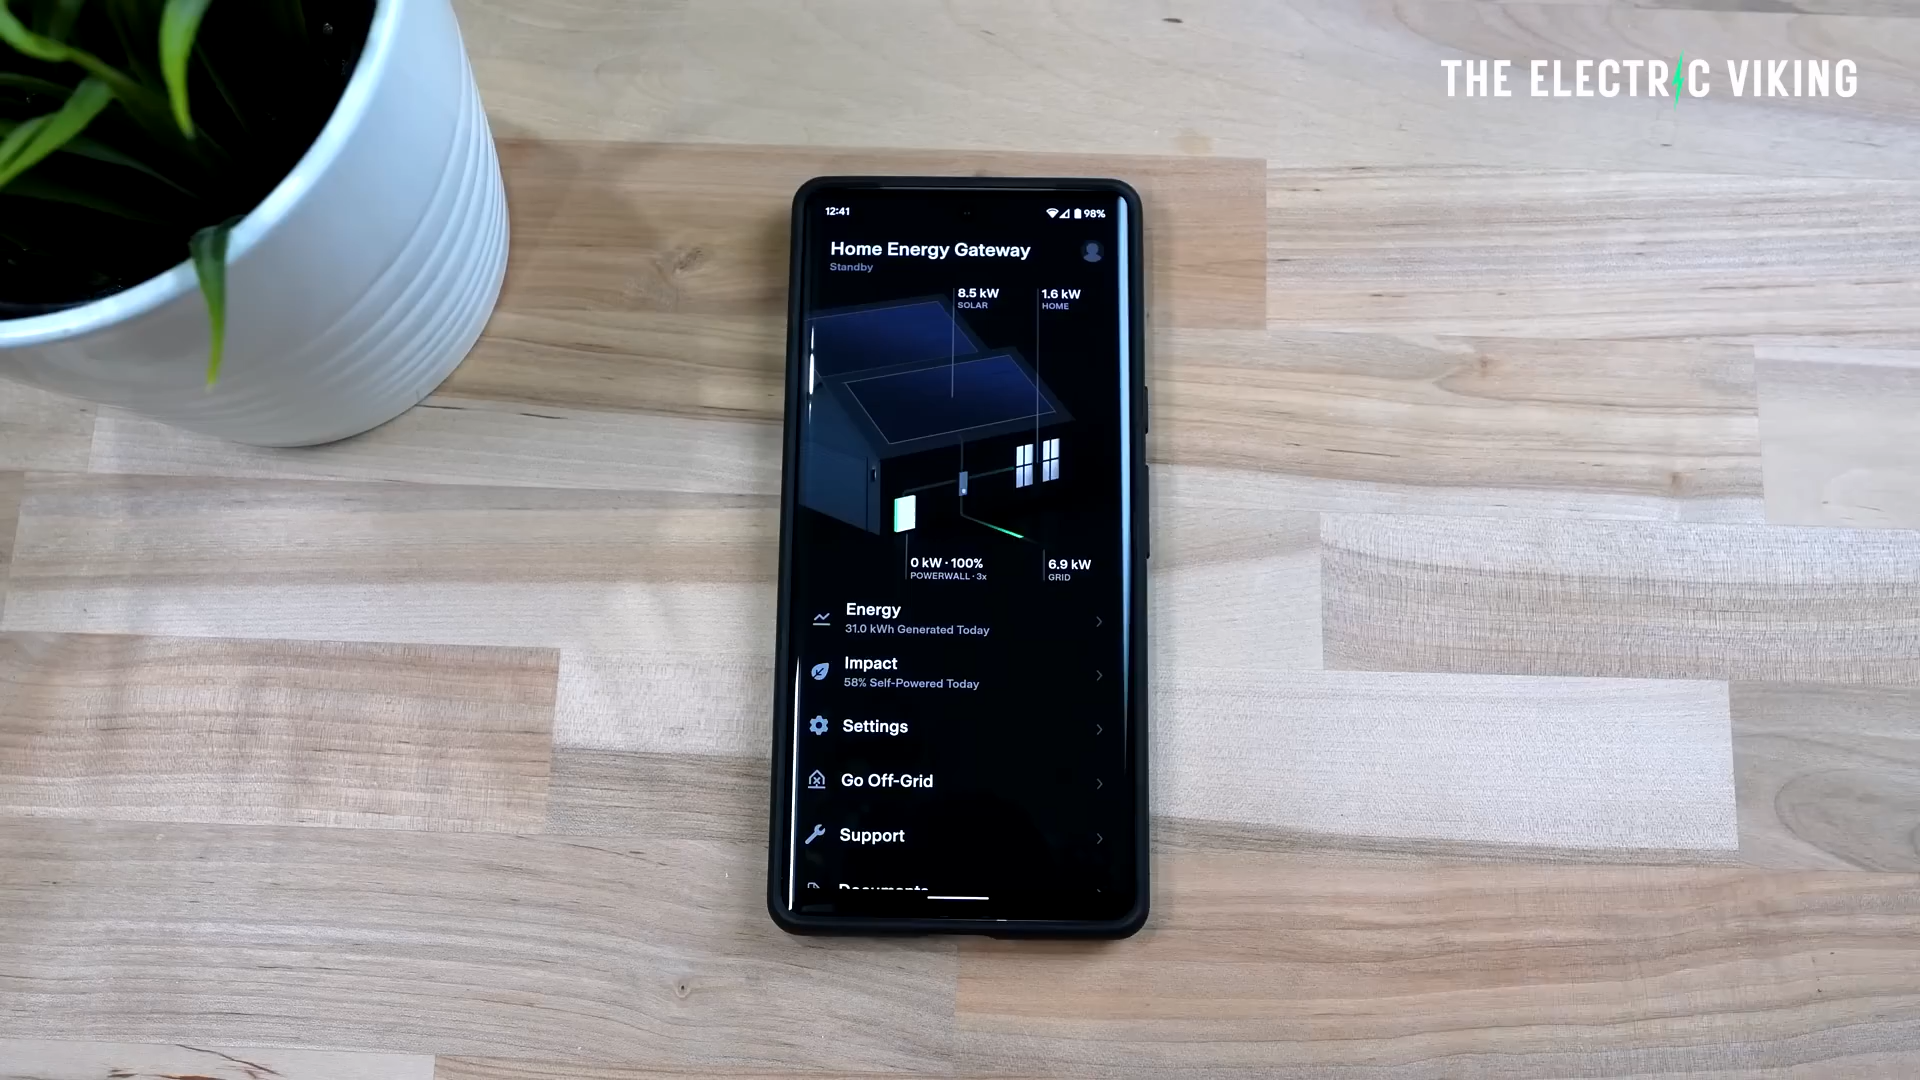 THE ELECTRIC VIKING
12:41
98%
Home Energy Gateway
Standby
8.5 kW
SOLAR
1.6 kW
HOME
0 kW · 100%
POWERWALL · 3x
6.9 kW
GRID
Energy
31.0 kWh Generated Today
Impact
58% Self-Powered Today
Settings
Go Off-Grid
Support
Documents